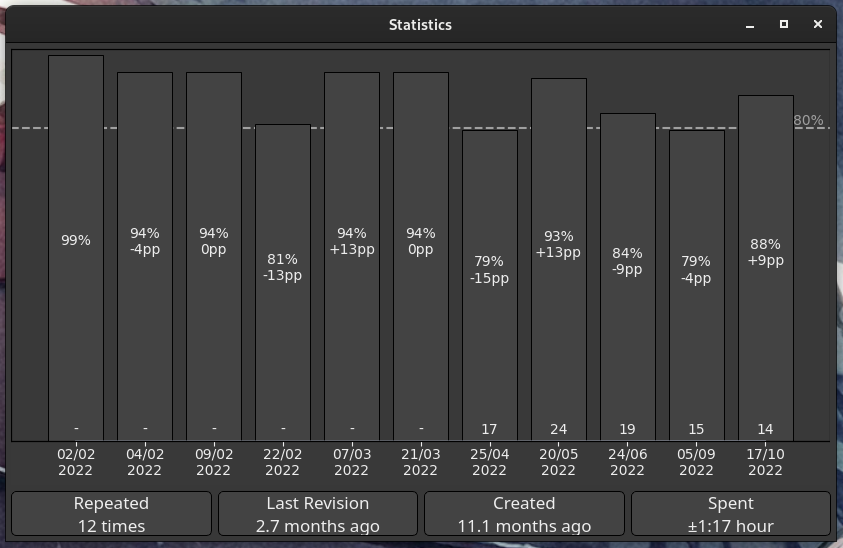 Statistics
80%
99%
94%
-4pp
94%
0pp
81%
-13pp
94%
+13pp
94%
0pp
79%
-15pp
93%
+13pp
84%
-9pp
79%
-4pp
88%
+9pp
- - - - - - 17 24 19 15 14
02/02 04/02 09/02 22/02 07/03 21/03 25/04 20/05 24/06 05/09 17/10
2022 2022 2022 2022 2022 2022 2022 2022 2022 2022 2022
Repeated
12 times
Last Revision
2.7 months ago
Created
11.1 months ago
Spent
±1:17 hour